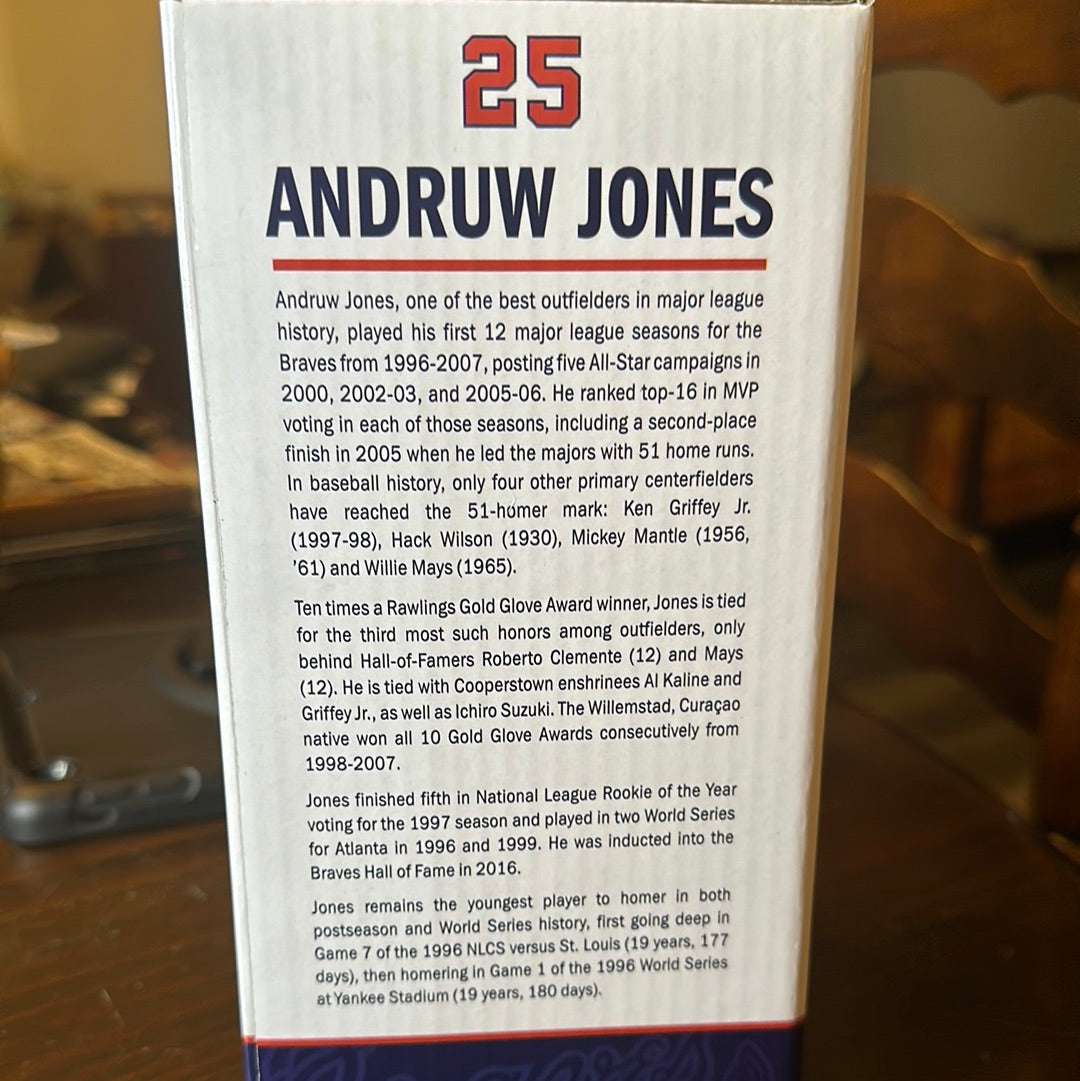 25
ANDRUW JONES
Andruw Jones, one of the best outfielders in major league
history, played his first 12 major league seasons for the
Braves from 1996-2007, posting five All-Star campaigns in
2000, 2002-03, and 2005-06. He ranked top-16 in MVP
voting in each of those seasons, including a second-place
finish in 2005 when he led the majors with 51 home runs.
In baseball history, only four other primary centerfielders
have reached the 51-homer mark: Ken Griffey Jr.
(1997-98), Hack Wilson (1930), Mickey Mantle (1956,
'61) and Willie Mays (1965).
Ten times a Rawlings Gold Glove Award winner, Jones is tied
for the third most such honors among outfielders, only
behind Hall-of-Famers Roberto Clemente (12) and Mays
(12). He is tied with Cooperstown enshrinees Al Kaline and
Griffey Jr., as well as Ichiro Suzuki. The Willemstad, Curaçao
native won all 10 Gold Glove Awards consecutively from
1998-2007.
Jones finished fifth in National League Rookie of the Year
voting for the 1997 season and played in two World Series
for Atlanta in 1996 and 1999. He was inducted into the
Braves Hall of Fame in 2016.
Jones remains the youngest player to homer in both
postseason and World Series history, first going deep in
Game 7 of the 1996 NLCS versus St. Louis (19 years, 177
days), then homering in Game 1 of the 1996 World Series
at Yankee Stadium (19 years, 180 days).